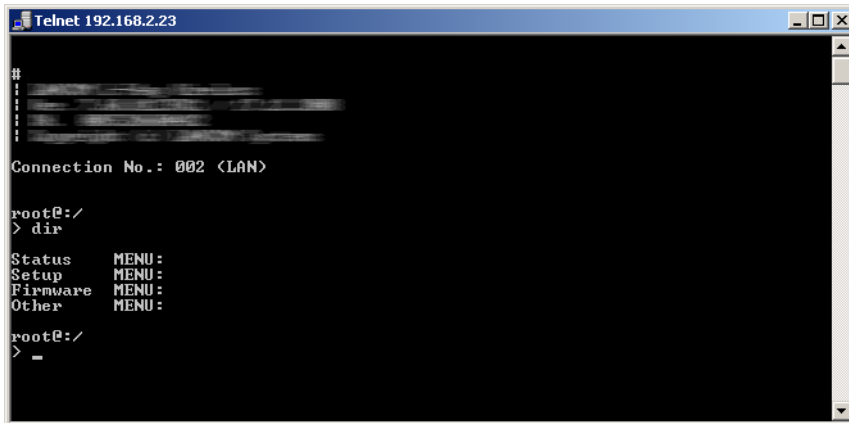 Telnet 192.168.2.23
#
|
|
|
|
Connection No.: 002 (LAN)
root@:/
> dir
Status MENU:
Setup MENU:
Firmware MENU:
Other MENU:
root@:/
> _